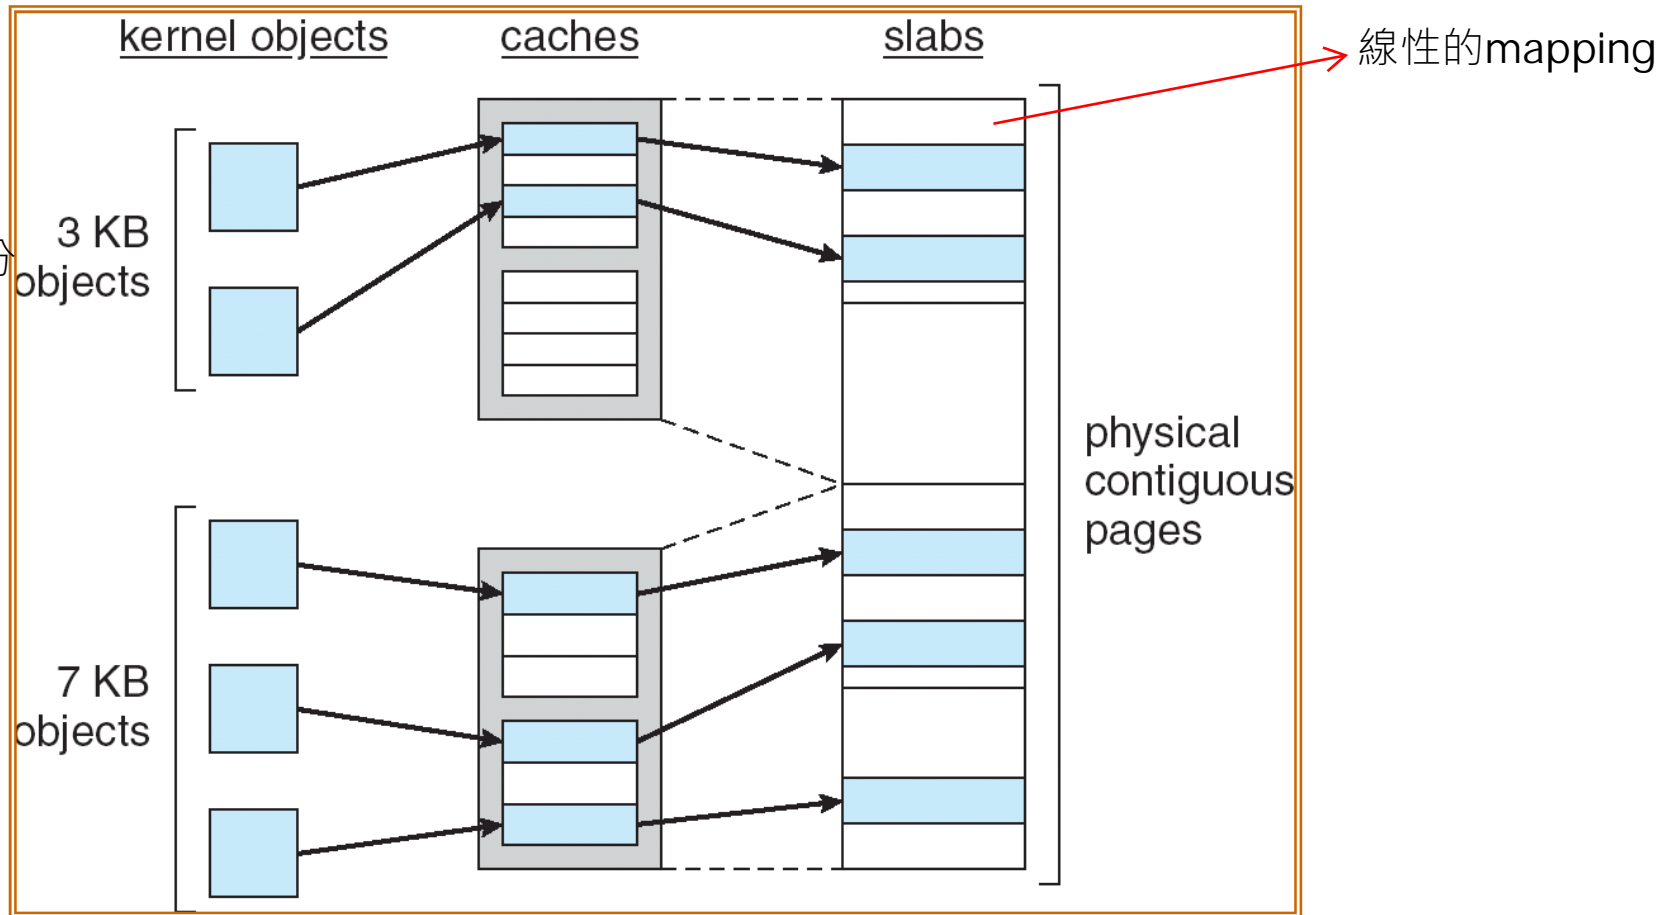 kernel objects
caches
slabs
線性的mapping
3 KB
objects
分
physical
contiguous
pages
7 KB
objects